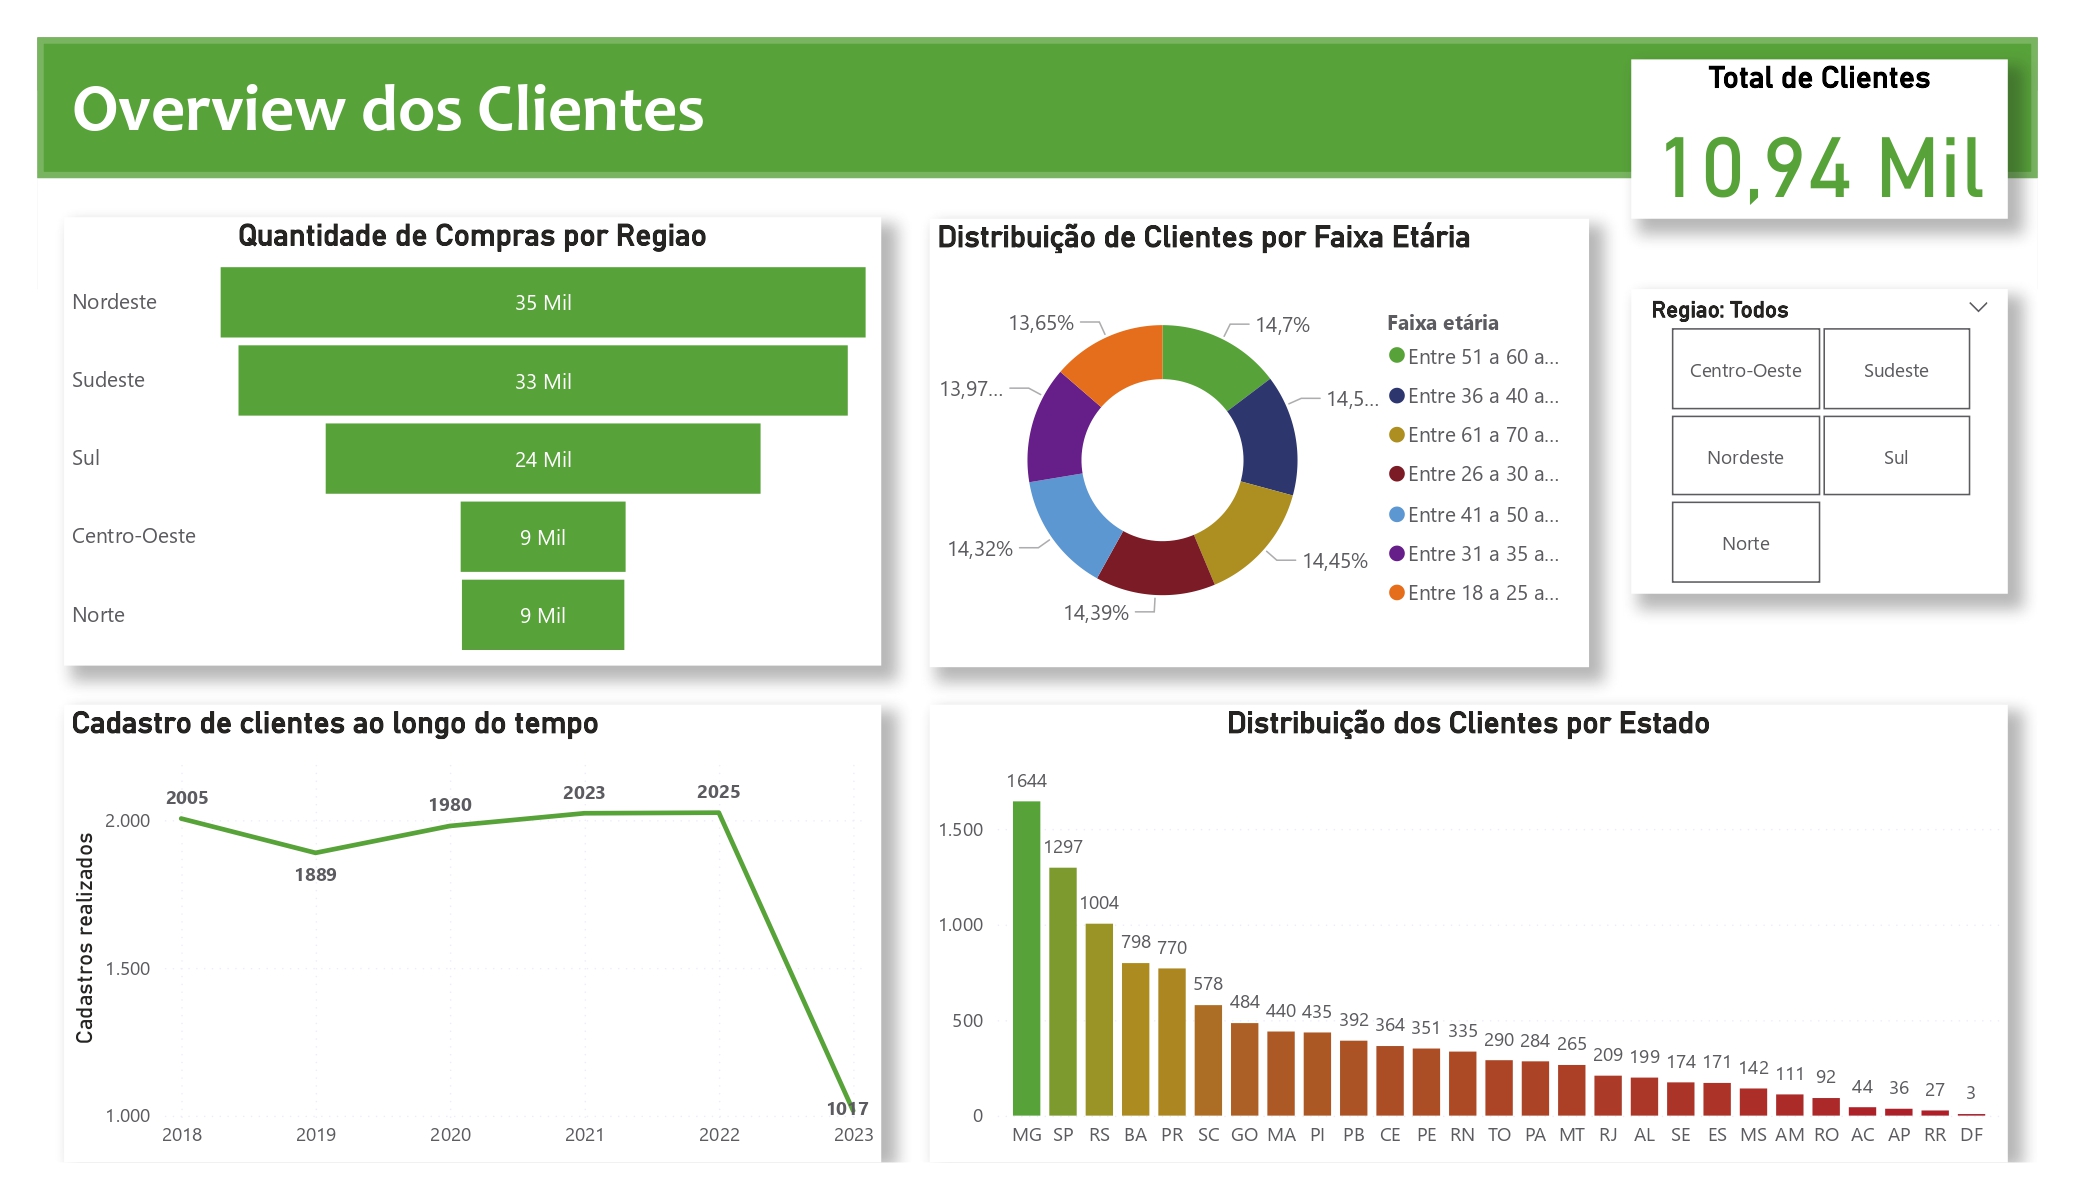 Overview dos Clientes
Total de Clientes
10,94 Mil
Quantidade de Compras por Regiao
Nordeste
35 Mil
Sudeste
33 Mil
Sul
24 Mil
Centro-Oeste
9 Mil
Norte
9 Mil
Distribuição de Clientes por Faixa Etária
13,65%
14,7%
13,97...
14,5...
14,32%
14,45%
14,39%
Faixa etária
Entre 51 a 60 a...
Entre 36 a 40 a...
Entre 61 a 70 a...
Entre 26 a 30 a...
Entre 41 a 50 a...
Entre 31 a 35 a...
Entre 18 a 25 a...
Regiao: Todos
Centro-Oeste
Sudeste
Nordeste
Sul
Norte
Cadastro de clientes ao longo do tempo
Cadastros realizados
2.000
1.500
1.000
2005
1889
1980
2023
2025
1017
2018 2019 2020 2021 2022 2023
Distribuição dos Clientes por Estado
1.500
1.000
500
0
1644 1297 1004 798 770 578 484 440 435 392 364 351 335 290 284 265 209 199 174 171 142 111 92 44 36 27 3
MG SP RS BA PR SC GO MA PI PB CE PE RN TO PA MT RJ AL SE ES MS AM RO AC AP RR DF